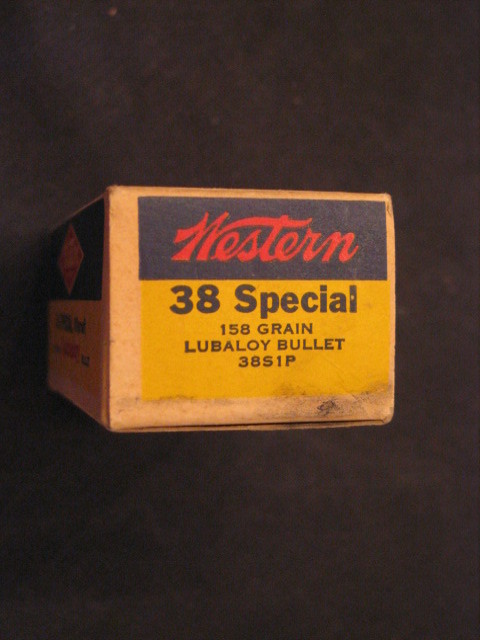 Western
38 Special
158 GRAIN
LUBALOY BULLET
38S1P